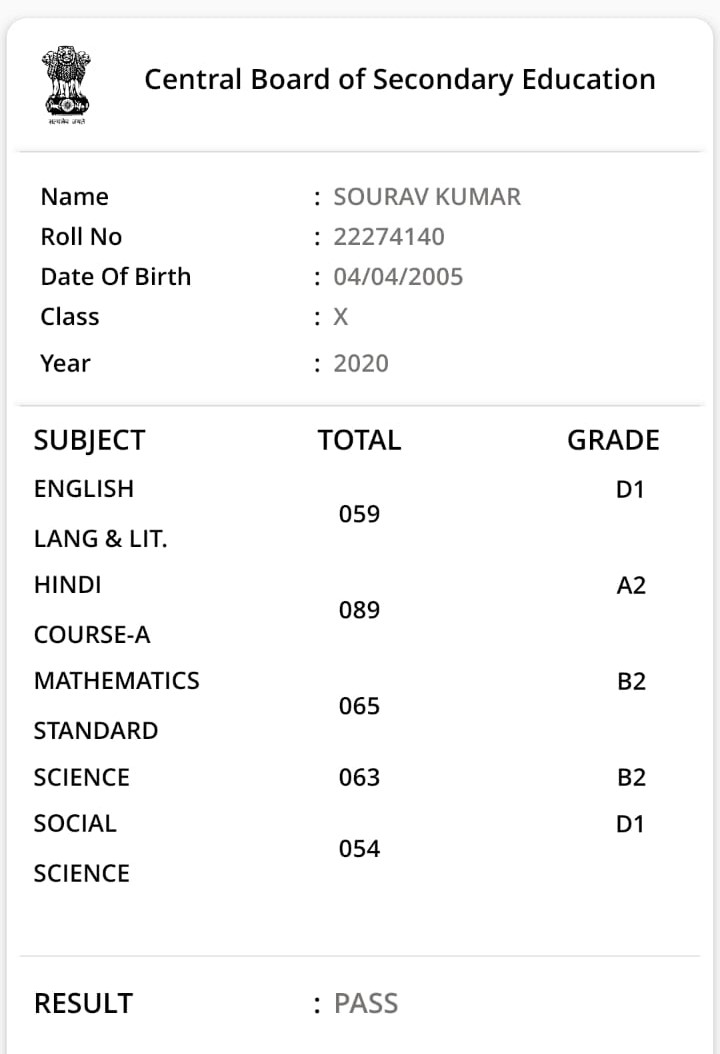 सत्यमेव जयते
Central Board of Secondary Education
Name : SOURAV KUMAR
Roll No : 22274140
Date Of Birth : 04/04/2005
Class : X
Year : 2020
SUBJECT TOTAL GRADE
ENGLISH LANG & LIT. 059 D1
HINDI COURSE-A 089 A2
MATHEMATICS STANDARD 065 B2
SCIENCE 063 B2
SOCIAL SCIENCE 054 D1
RESULT : PASS